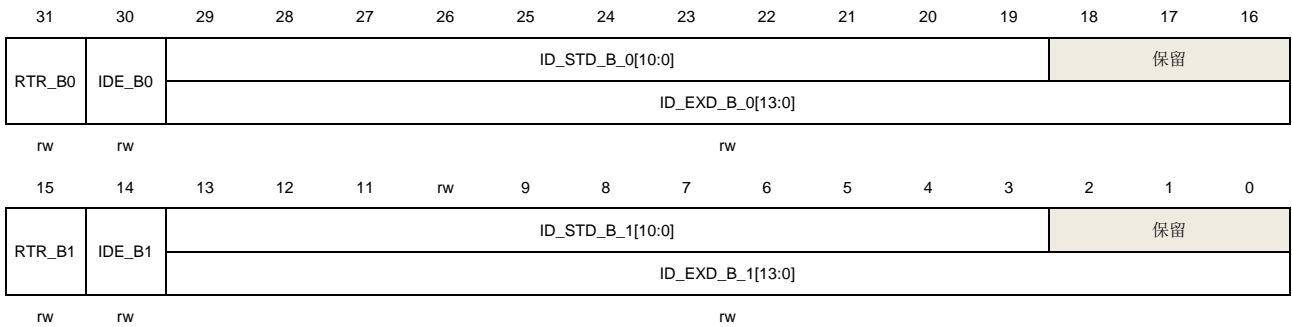 31 30 29 28 27 26 25 24 23 22 21 20 19 18 17 16
RTR_B0 IDE_B0 ID_STD_B_0[10:0] 保留
ID_EXD_B_0[13:0]
rw rw rw
15 14 13 12 11 rw 9 8 7 6 5 4 3 2 1 0
RTR_B1 IDE_B1 ID_STD_B_1[10:0] 保留
ID_EXD_B_1[13:0]
rw rw rw